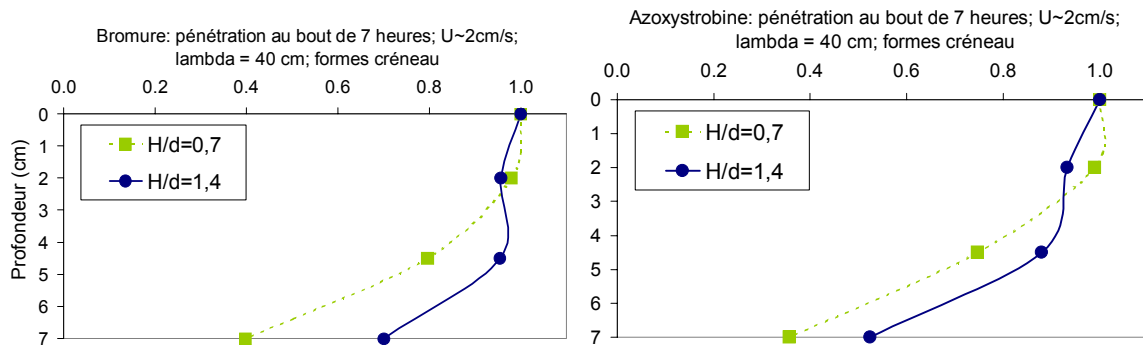 Bromure: pénétration au bout de 7 heures; U~2cm/s;
lambda = 40 cm; formes créneau
0.0 0.2 0.4 0.6 0.8 1.0
0
1
2
3
4
5
6
7
Profondeur (cm)
H/d=0,7
H/d=1,4
Azoxystrobine: pénétration au bout de 7 heures; U~2cm/s;
lambda = 40 cm; formes créneau
0.0 0.2 0.4 0.6 0.8 1.0
0
1
2
3
4
5
6
7
H/d=0,7
H/d=1,4